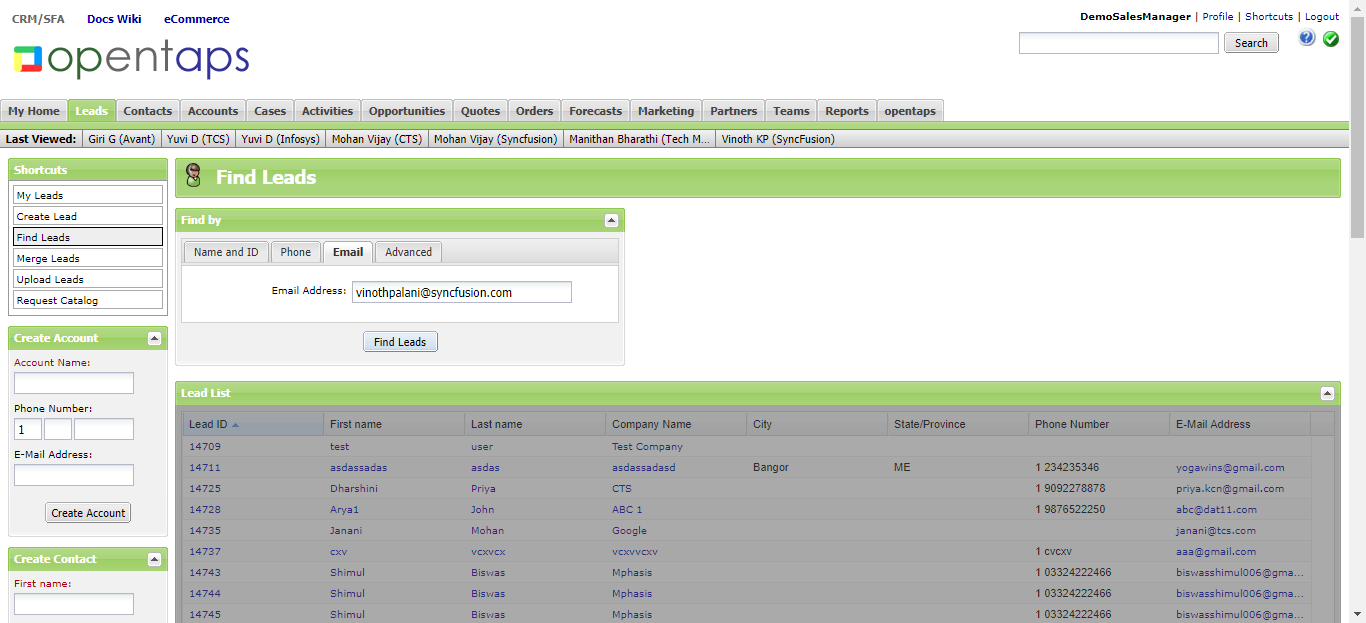 CRM/SFA Docs Wiki eCommerce
DemoSalesManager | Profile | Shortcuts | Logout
opentaps
Search
My Home Leads Contacts Accounts Cases Activities Opportunities Quotes Orders Forecasts Marketing Partners Teams Reports opentaps
Last Viewed: Giri G (Avant) Yuvi D (TCS) Yuvi D (Infosys) Mohan Vijay (CTS) Mohan Vijay (Syncfusion) Manithan Bharathi (Tech M... Vinoth KP (SyncFusion)
Shortcuts
My Leads
Create Lead
Find Leads
Merge Leads
Upload Leads
Request Catalog
Create Account
Account Name:
Phone Number:
1
E-Mail Address:
Create Account
Create Contact
First name:
Find Leads
Find by
Name and ID Phone Email Advanced
Email Address: vinothpalani@syncfusion.com
Find Leads
Lead List
Lead ID First name Last name Company Name City State/Province Phone Number E-Mail Address
14709 test user Test Company
14711 asdassadas asdas asdassadasd Bangor ME 1 234235346 yogawins@gmail.com
14725 Dharshini Priya CTS 1 9092278878 priya.kcn@gmail.com
14728 Arya1 John ABC 1 1 9876522250 abc@dat11.com
14735 Janani Mohan Google janani@tcs.com
14737 cxv vcxvcx vcxvvcxv 1 cvcxv aaa@gmail.com
14743 Shimul Biswas Mphasis 1 03324222466 biswasshimul006@gma...
14744 Shimul Biswas Mphasis 1 03324222466 biswasshimul006@gma...
14745 Shimul Biswas Mphasis 1 03324222466 biswasshimul006@gma...